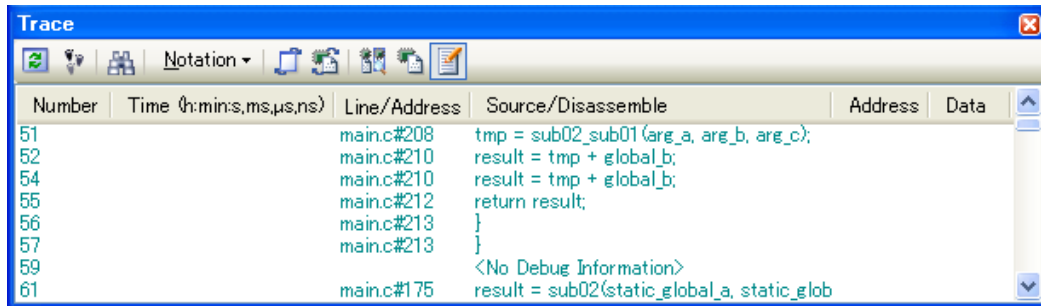 Trace
Notation
Number Time (h:min:s,ms,μs,ns) Line/Address Source/Disassemble Address Data
51 main.c#208 tmp = sub02_sub01(arg_a, arg_b, arg_c);
52 main.c#210 result = tmp + global_b;
54 main.c#210 result = tmp + global_b;
55 main.c#212 return result;
56 main.c#213 }
57 main.c#213 }
59 <No Debug Information>
61 main.c#175 result = sub02(static_global_a, static_glob